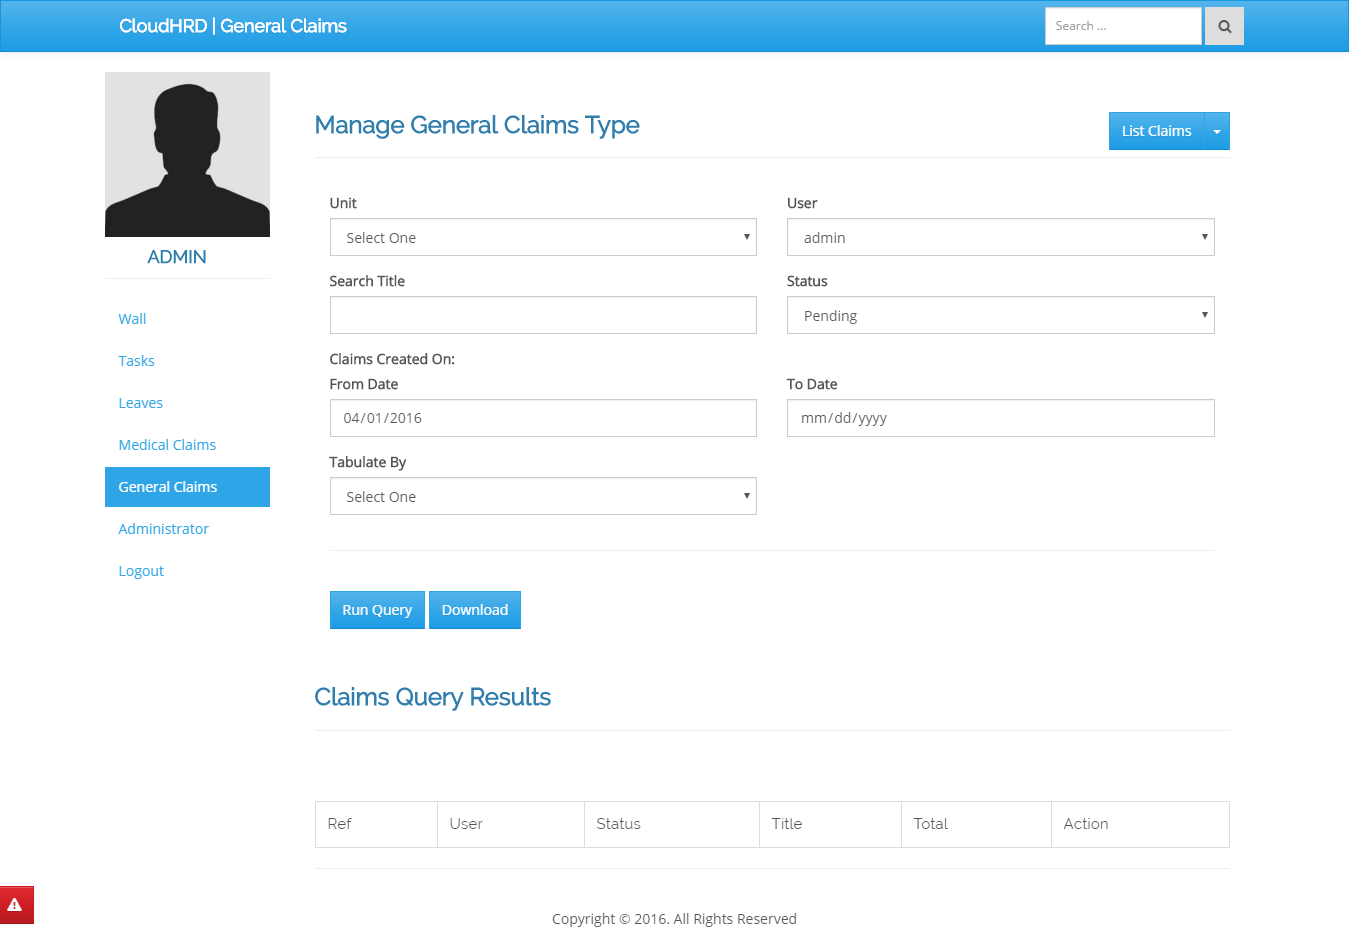 CloudHRD | General Claims
Search ...
ADMIN
Wall
Tasks
Leaves
Medical Claims
General Claims
Administrator
Logout
Manage General Claims Type
List Claims
Unit
User
Select One
admin
Search Title
Status
Pending
Claims Created On:
From Date
To Date
04/01/2016
mm/dd/yyyy
Tabulate By
Select One
Run Query
Download
Claims Query Results
Ref User Status Title Total Action
Copyright © 2016. All Rights Reserved